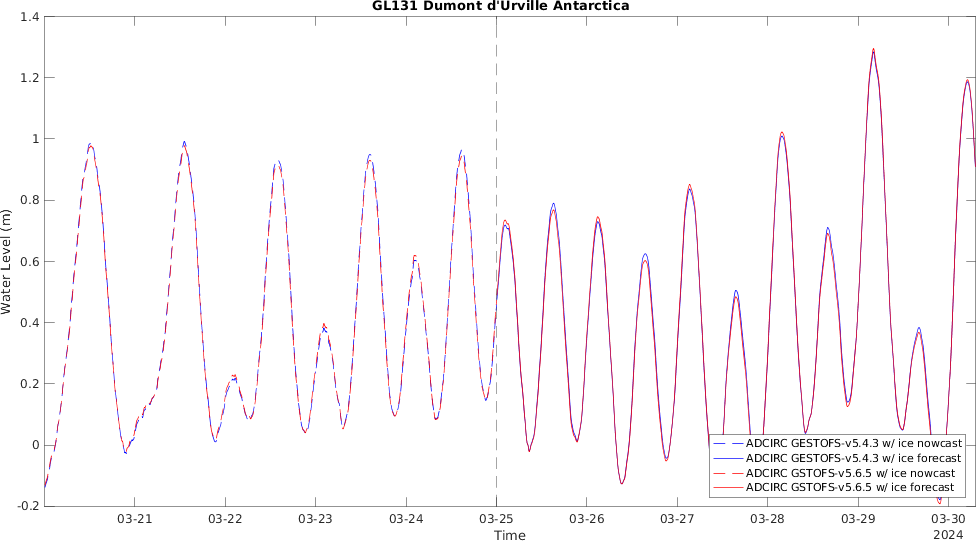 GL131 Dumont d'Urville Antarctica
1.4
1.2
1
0.8
0.6
0.4
0.2
0
-0.2
Water Level (m)
ADCIRC GESTOFS-v5.4.3 w/ ice nowcast
ADCIRC GESTOFS-v5.4.3 w/ ice forecast
ADCIRC GSTOFS-v5.6.5 w/ ice nowcast
ADCIRC GSTOFS-v5.6.5 w/ ice forecast
03-21 03-22 03-23 03-24 03-25 03-26 03-27 03-28 03-29 03-30
Time
2024